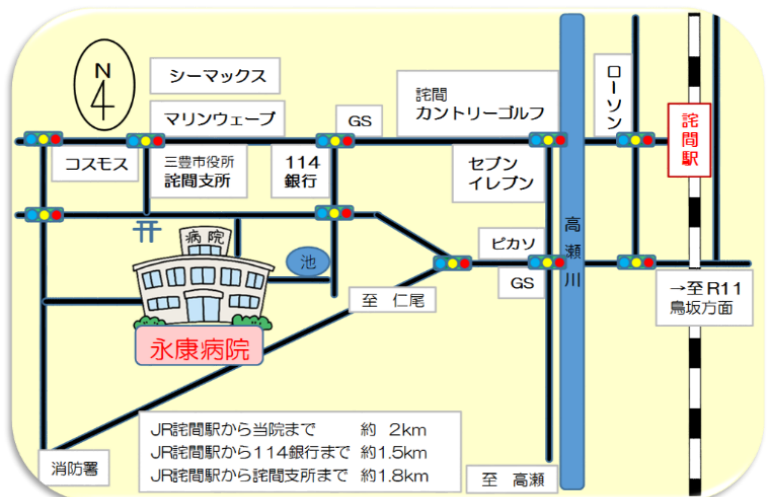 N
シーマックス
マリンウェーブ
GS
詫間
カントリーゴルフ
ローソン
詫間駅
コスモス
三豊市役所
詫間支所
114
銀行
セブン
イレブン
高瀬川
病院
池
ピカソ
GS
至 仁尾
→至R11
鳥坂方面
永康病院
JR詫間駅から当院まで 約 2km
JR詫間駅から114銀行まで 約1.5km
JR詫間駅から詫間支所まで 約1.8km
消防署
至 高瀬